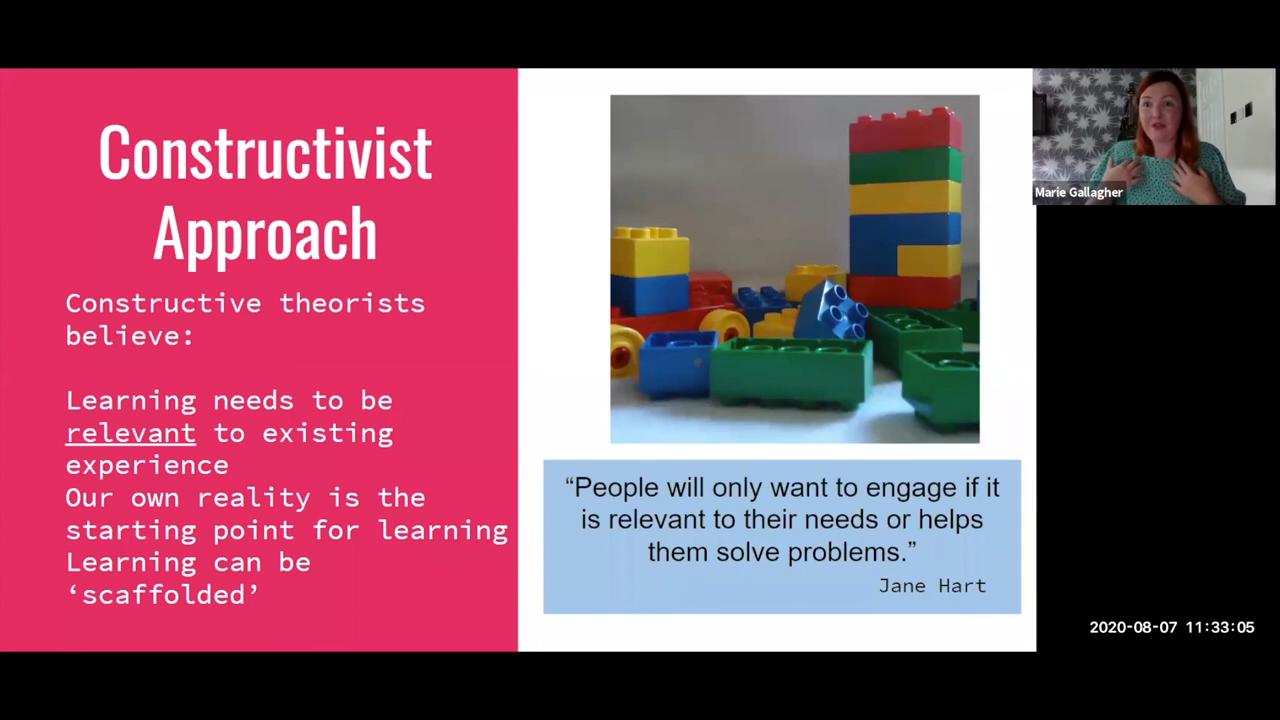 Constructivist
Approach
Constructive theorists
believe:
Learning needs to be
relevant to existing
experience
Our own reality is the
starting point for learning
Learning can be
‘scaffolded’
“People will only want to engage if it
is relevant to their needs or helps
them solve problems.”
Jane Hart
Marie Gallagher
2020-08-07 11:33:05